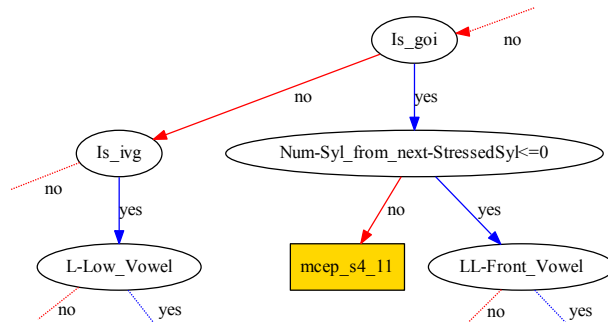 Is_goi
no
no
yes
Is_ivg
Num-Syl_from_next-StressedSyl<=0
no
yes
no
yes
L-Low_Vowel
mcep_s4_11
LL-Front_Vowel
no
yes
no
yes